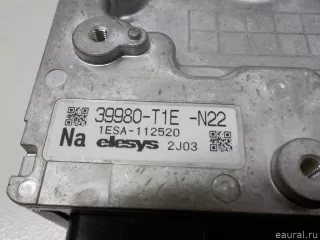 39980-T1E -N22
1ESA-112520
Na elesys 2J03
© eaural.ru